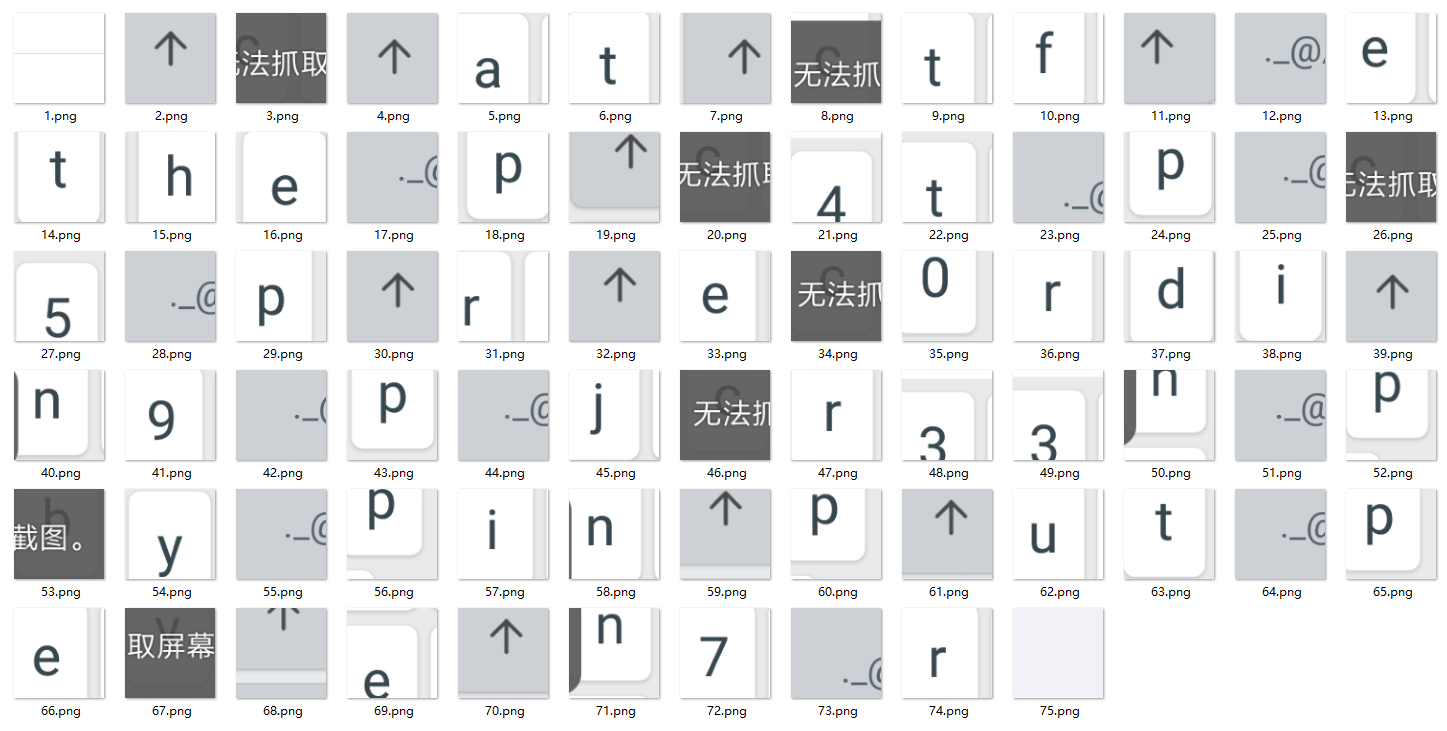 ↑ 法抓取 ↑ a t ↑ 无法抓 t f ↑ ._@ e
1.png 2.png 3.png 4.png 5.png 6.png 7.png 8.png 9.png 10.png 11.png 12.png 13.png
t h e ._@ p ↑ 无法抓 4 t ._@ p ._@ 法抓取
14.png 15.png 16.png 17.png 18.png 19.png 20.png 21.png 22.png 23.png 24.png 25.png 26.png
5 ._@ p ↑ r ↑ e 无法抓 0 r d i ↑
27.png 28.png 29.png 30.png 31.png 32.png 33.png 34.png 35.png 36.png 37.png 38.png 39.png
n 9 ._@ p ._@ j 无法抓 r 3 3 n ._@ p
40.png 41.png 42.png 43.png 44.png 45.png 46.png 47.png 48.png 49.png 50.png 51.png 52.png
截图。 y ._@ p i n ↑ p ↑ u t ._@ p
53.png 54.png 55.png 56.png 57.png 58.png 59.png 60.png 61.png 62.png 63.png 64.png 65.png
e 取屏幕 ↑ e ↑ n 7 ._@ r
66.png 67.png 68.png 69.png 70.png 71.png 72.png 73.png 74.png 75.png